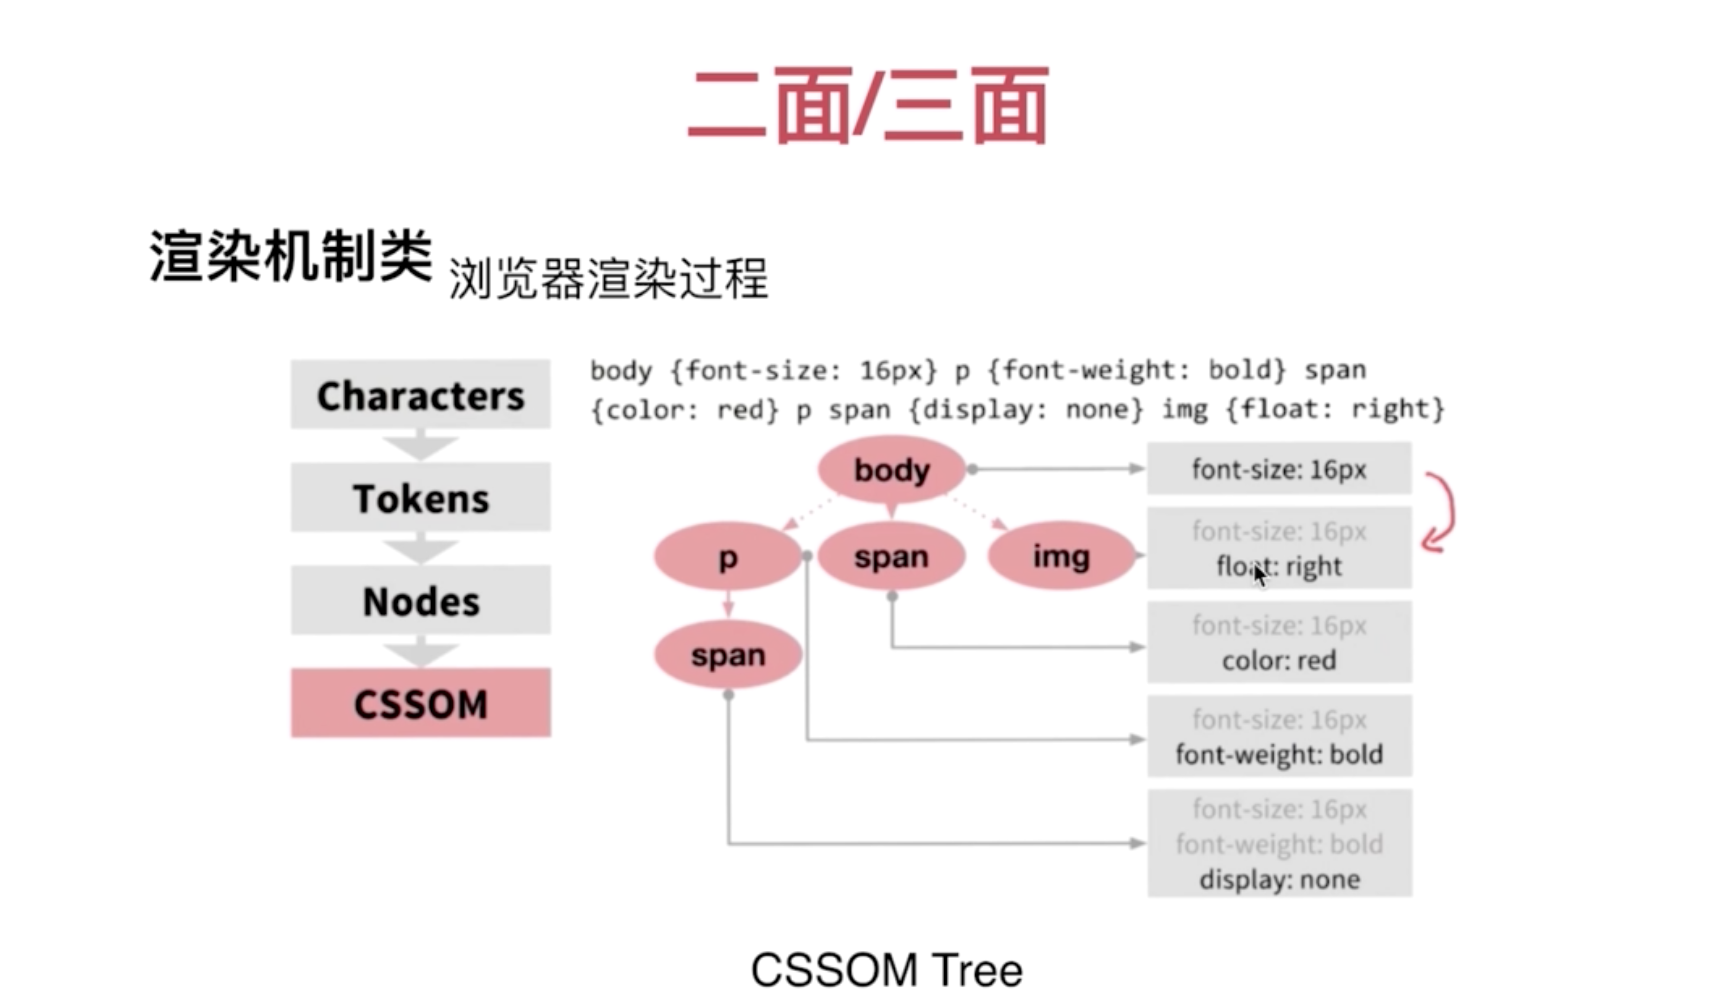 二面/三面
渲染机制类 浏览器渲染过程
Characters
Tokens
Nodes
CSSOM
body {font-size: 16px} p {font-weight: bold} span
{color: red} p span {display: none} img {float: right}
body
p
span
img
span
font-size: 16px
font-size: 16px
float: right
font-size: 16px
color: red
font-size: 16px
font-weight: bold
font-size: 16px
font-weight: bold
display: none
CSSOM Tree